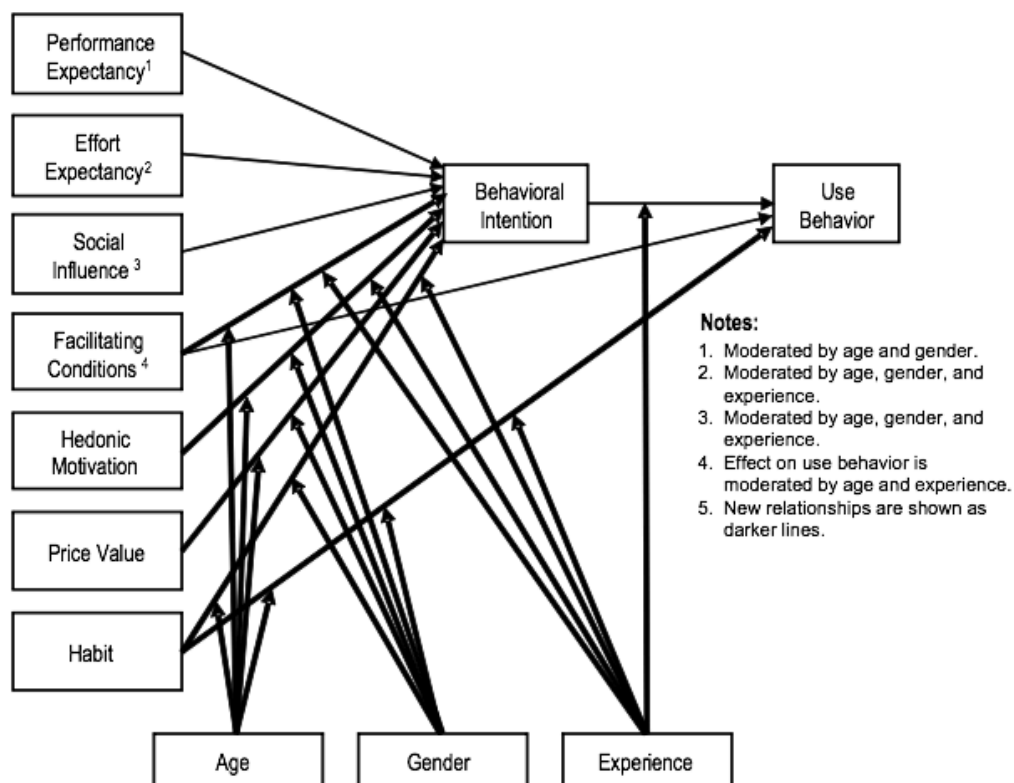 Performance
Expectancy¹
Effort
Expectancy²
Social
Influence ³
Facilitating
Conditions ⁴
Hedonic
Motivation
Price Value
Habit
Behavioral
Intention
Use
Behavior
Notes:
1. Moderated by age and gender.
2. Moderated by age, gender, and
experience.
3. Moderated by age, gender, and
experience.
4. Effect on use behavior is
moderated by age and experience.
5. New relationships are shown as
darker lines.
Age
Gender
Experience